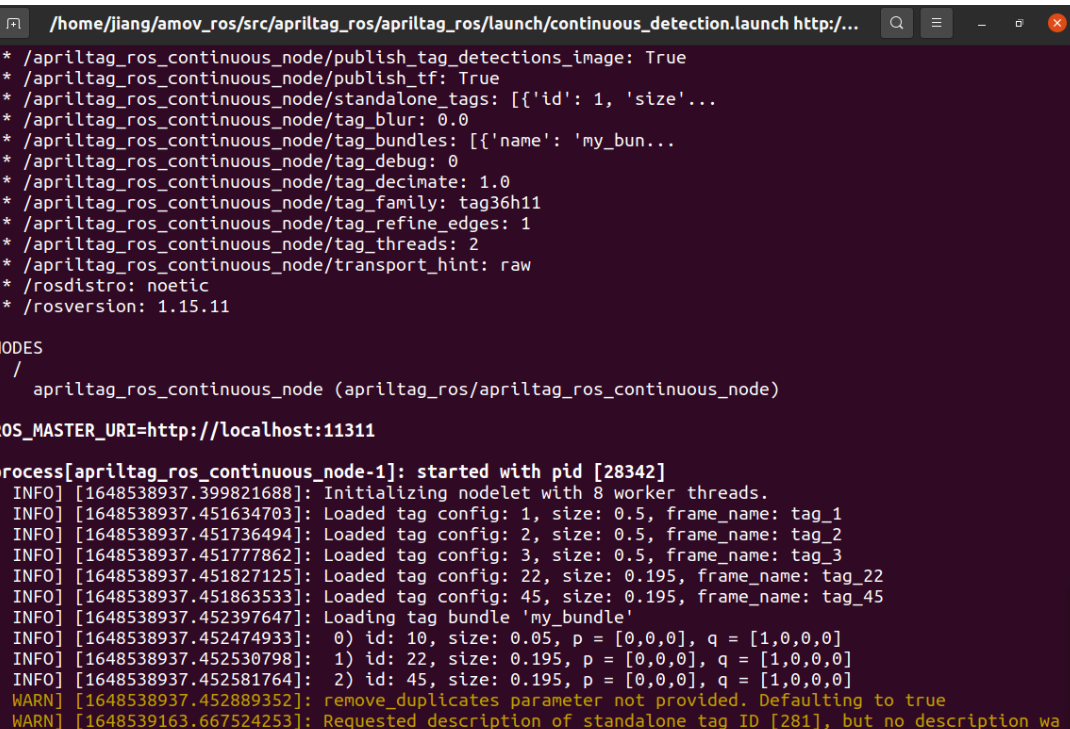 /home/jiang/amov_ros/src/apriltag_ros/apriltag_ros/launch/continuous_detection.launch http:/...
* /apriltag_ros_continuous_node/publish_tag_detections_image: True
* /apriltag_ros_continuous_node/publish_tf: True
* /apriltag_ros_continuous_node/standalone_tags: [{'id': 1, 'size'...
* /apriltag_ros_continuous_node/tag_blur: 0.0
* /apriltag_ros_continuous_node/tag_bundles: [{'name': 'my_bun...
* /apriltag_ros_continuous_node/tag_debug: 0
* /apriltag_ros_continuous_node/tag_decimate: 1.0
* /apriltag_ros_continuous_node/tag_family: tag36h11
* /apriltag_ros_continuous_node/tag_refine_edges: 1
* /apriltag_ros_continuous_node/tag_threads: 2
* /apriltag_ros_continuous_node/transport_hint: raw
* /rosdistro: noetic
* /rosversion: 1.15.11
NODES
/
apriltag_ros_continuous_node (apriltag_ros/apriltag_ros_continuous_node)
ROS_MASTER_URI=http://localhost:11311
process[apriltag_ros_continuous_node-1]: started with pid [28342]
INFO] [1648538937.399821688]: Initializing nodelet with 8 worker threads.
INFO] [1648538937.451634703]: Loaded tag config: 1, size: 0.5, frame_name: tag_1
INFO] [1648538937.451736494]: Loaded tag config: 2, size: 0.5, frame_name: tag_2
INFO] [1648538937.451777862]: Loaded tag config: 3, size: 0.5, frame_name: tag_3
INFO] [1648538937.451827125]: Loaded tag config: 22, size: 0.195, frame_name: tag_22
INFO] [1648538937.451863533]: Loaded tag config: 45, size: 0.195, frame_name: tag_45
INFO] [1648538937.452397647]: Loading tag bundle 'my_bundle'
INFO] [1648538937.452474933]: 0) id: 10, size: 0.05, p = [0,0,0], q = [1,0,0,0]
INFO] [1648538937.452530798]: 1) id: 22, size: 0.195, p = [0,0,0], q = [1,0,0,0]
INFO] [1648538937.452581764]: 2) id: 45, size: 0.195, p = [0,0,0], q = [1,0,0,0]
WARN] [1648538937.452889352]: remove_duplicates parameter not provided. Defaulting to true
WARN] [1648539163.667524253]: Requested description of standalone tag ID [281], but no description wa